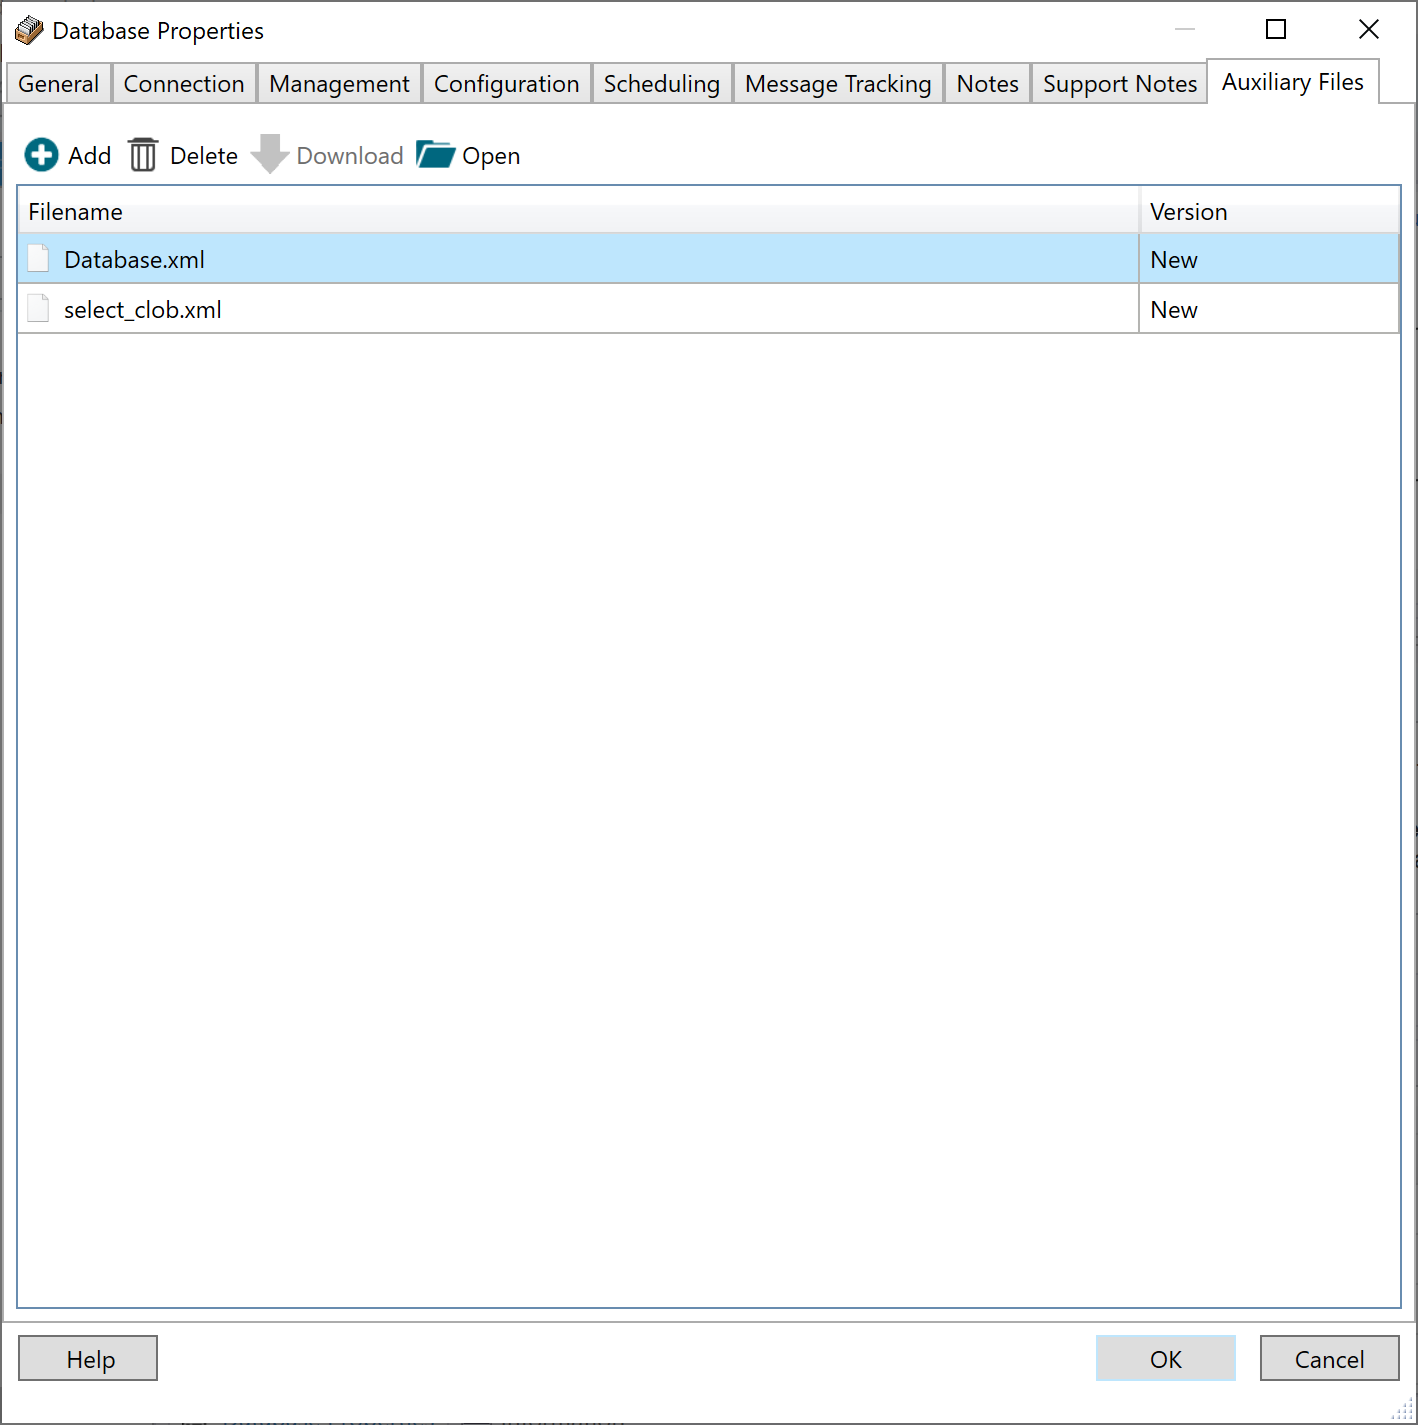 Database Properties
General Connection Management Configuration Scheduling Message Tracking Notes Support Notes Auxiliary Files
Add Delete Download Open
Filename Version
Database.xml New
select_clob.xml New
Help OK Cancel